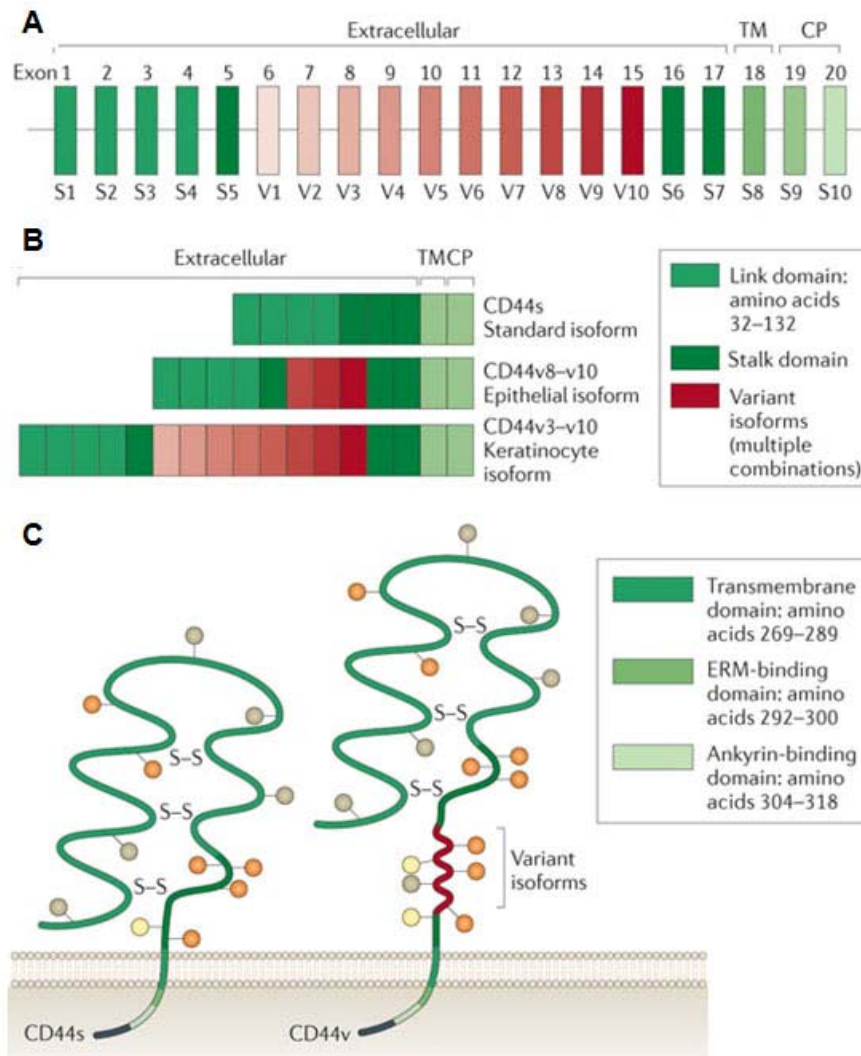 A
Extracellular
TM
CP
Exon 1 2 3 4 5 6 7 8 9 10 11 12 13 14 15 16 17 18 19 20
S1 S2 S3 S4 S5 V1 V2 V3 V4 V5 V6 V7 V8 V9 V10 S6 S7 S8 S9 S10
B
Extracellular
TM CP
CD44s
Standard isoform
CD44v8–v10
Epithelial isoform
CD44v3–v10
Keratinocyte
isoform
Link domain:
amino acids
32–132
Stalk domain
Variant
isoforms
(multiple
combinations)
C
S–S
S–S
S–S
CD44s
S–S
S–S
S–S
Variant
isoforms
CD44v
Transmembrane
domain: amino
acids 269–289
ERM-binding
domain: amino
acids 292–300
Ankyrin-binding
domain: amino
acids 304–318